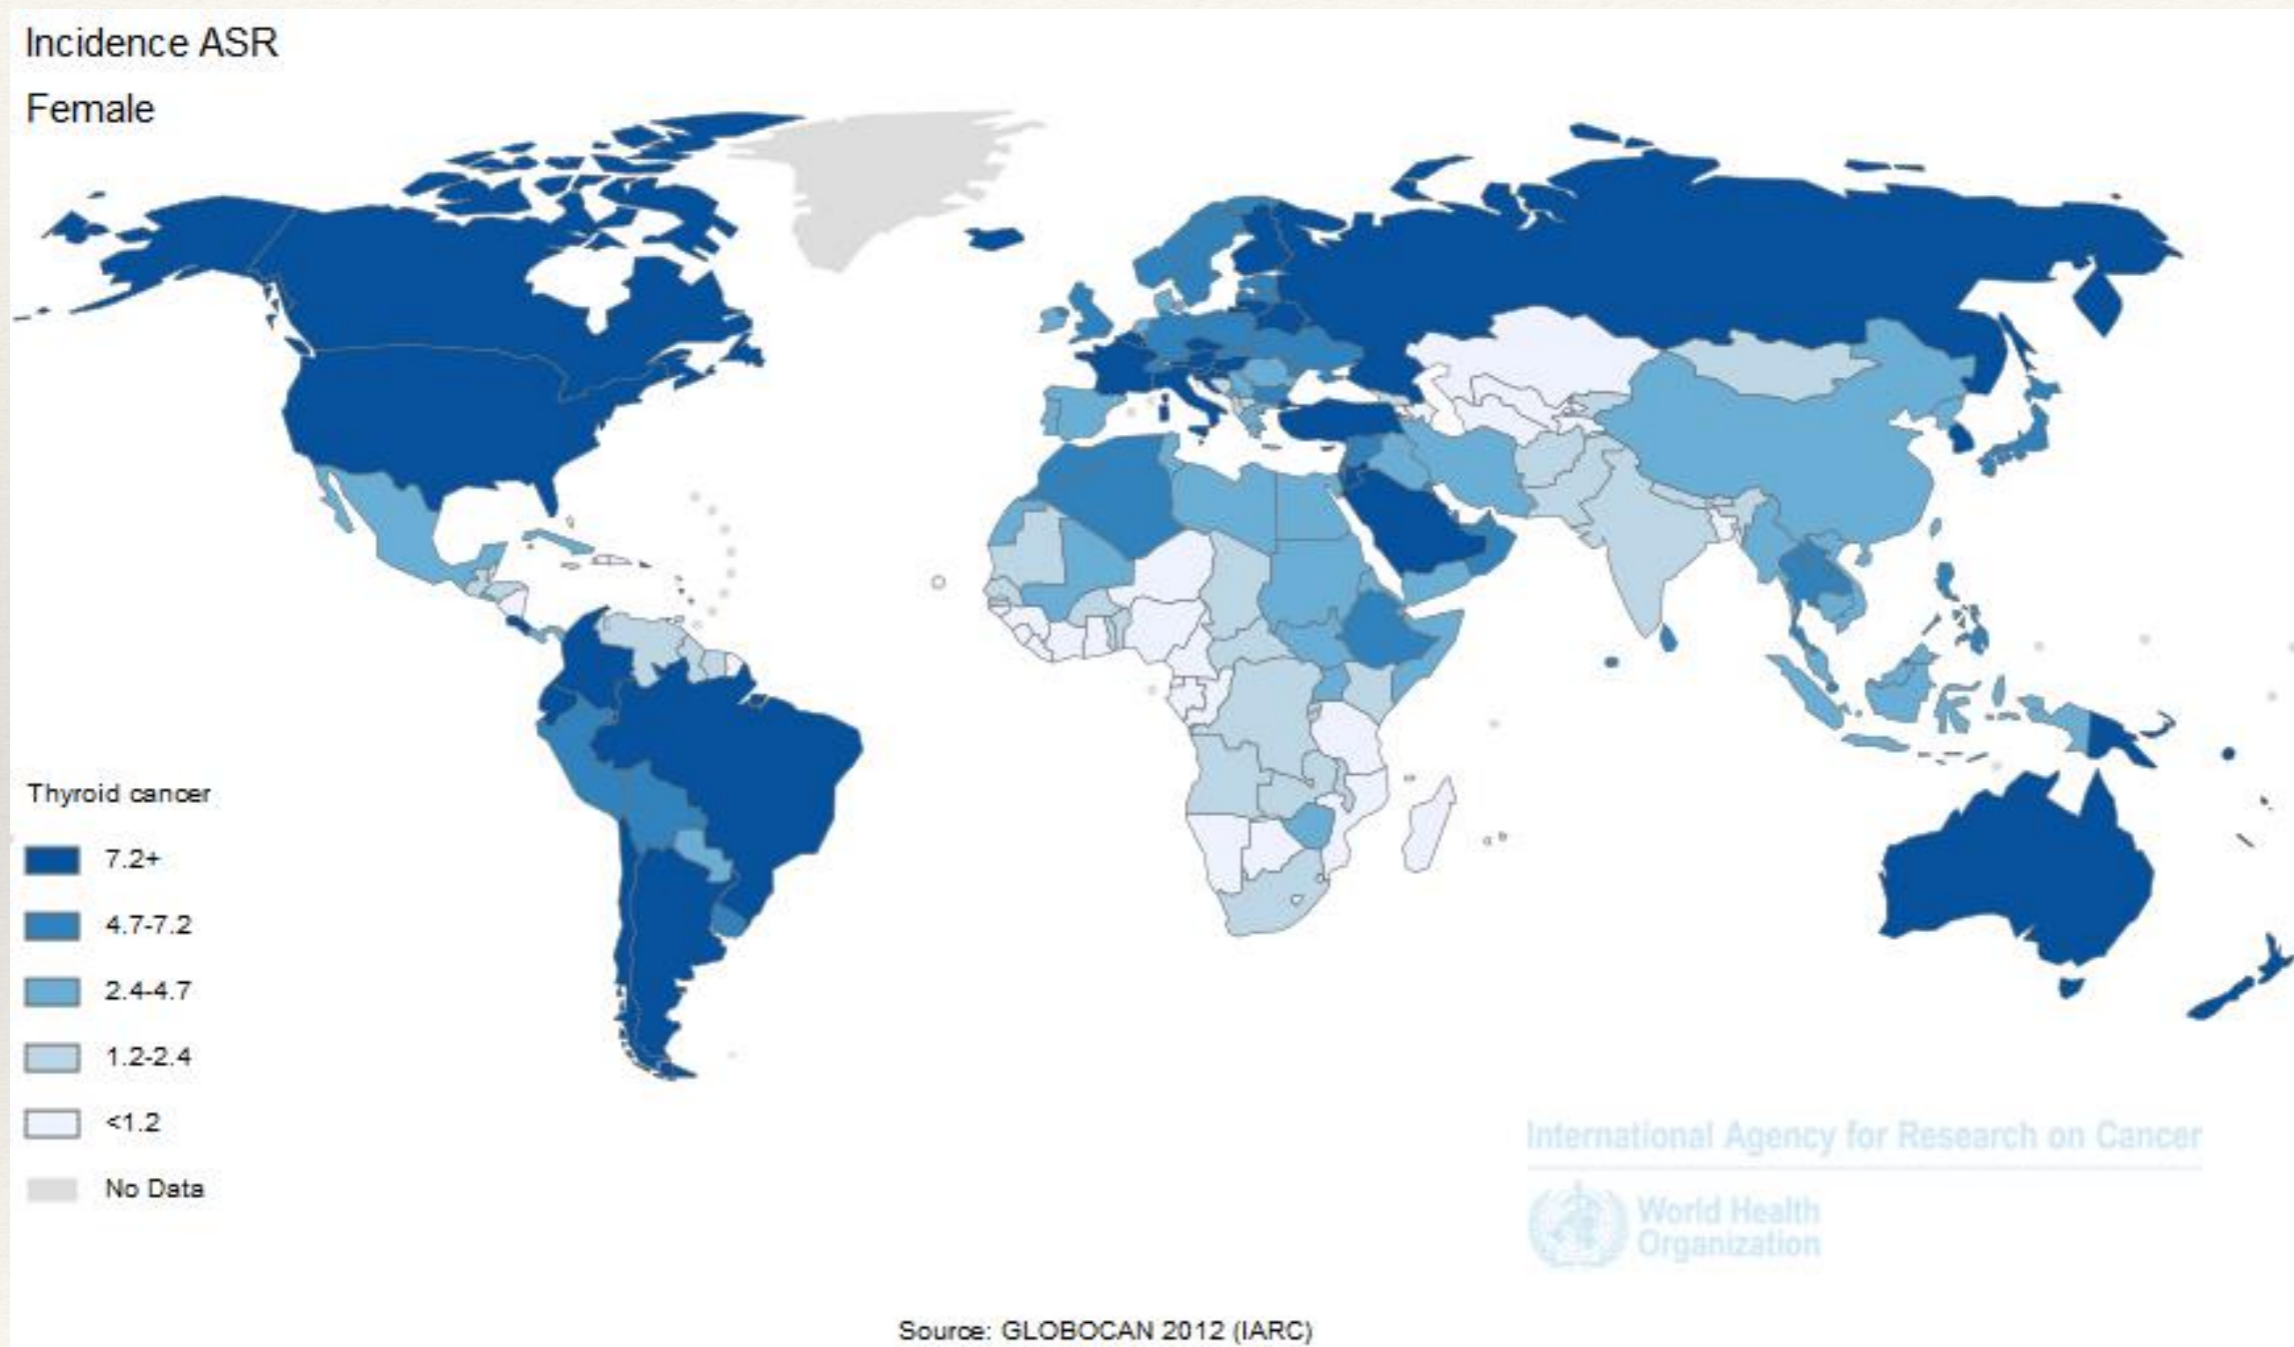 Incidence ASR
Female
Thyroid cancer
7.2+
4.7-7.2
2.4-4.7
1.2-2.4
<1.2
No Data
International Agency for Research on Cancer
World Health
Organization
Source: GLOBOCAN 2012 (IARC)